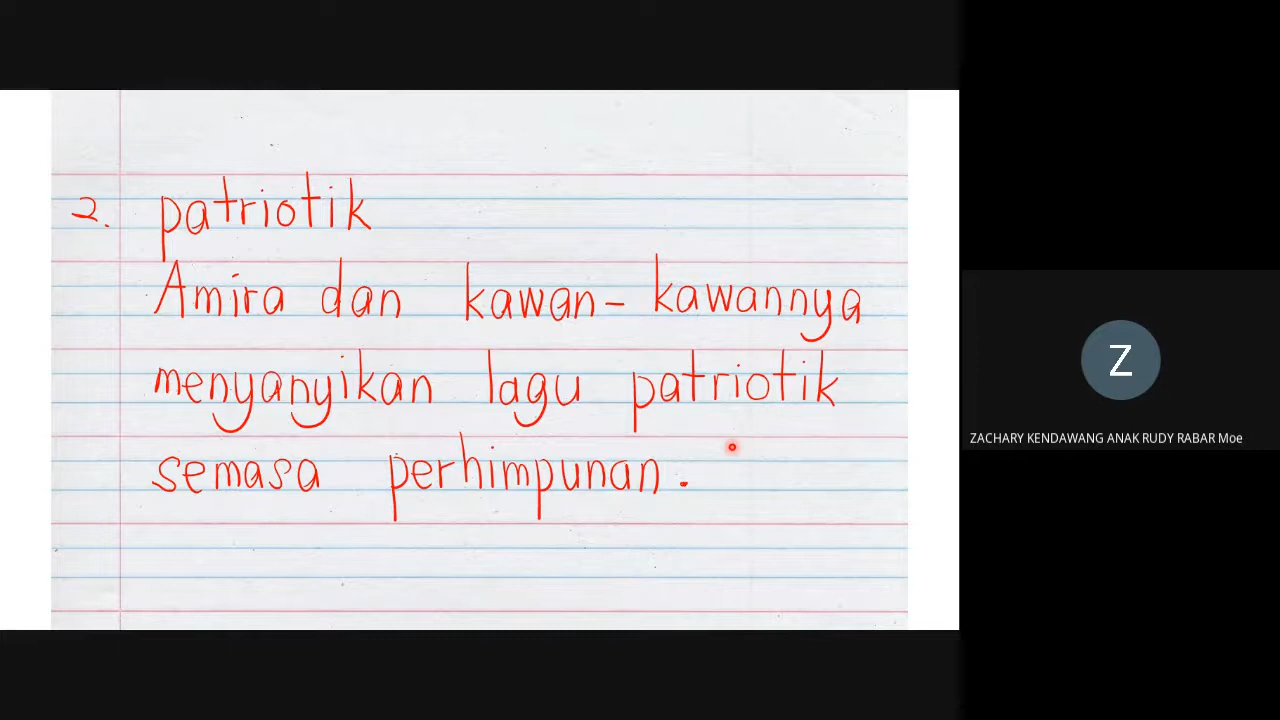 2. patriotik
Amira dan kawan-kawannya
menyanyikan lagu patriotik
semasa perhimpunan.
Z
ZACHARY KENDAWANG ANAK RUDY RABAR Moe